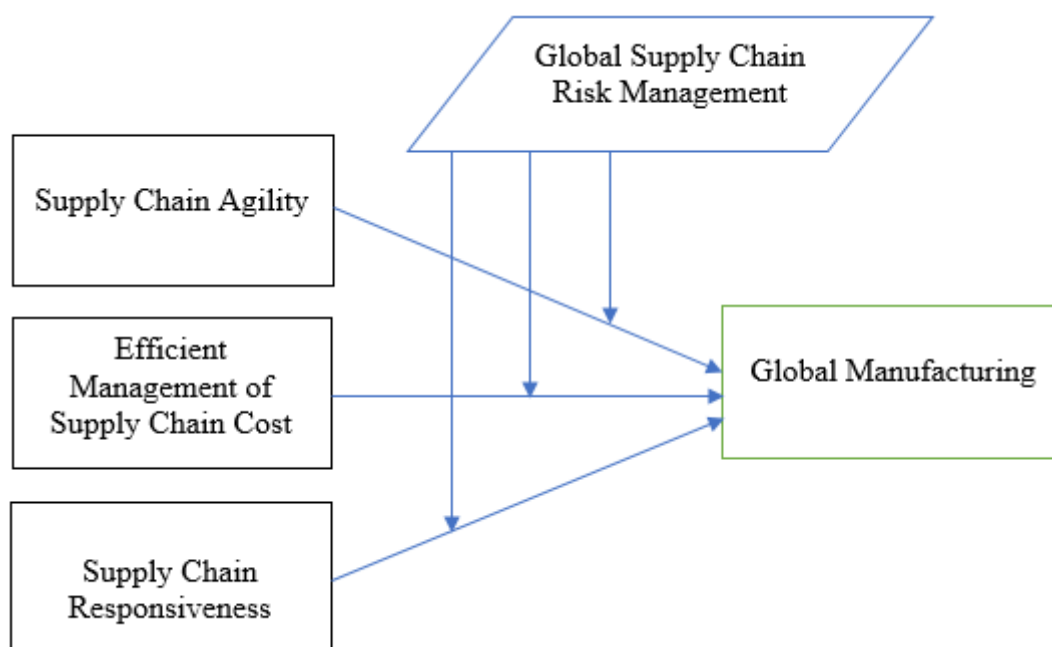 Global Supply Chain
Risk Management
Supply Chain Agility
Efficient
Management of
Supply Chain Cost
Global Manufacturing
Supply Chain
Responsiveness